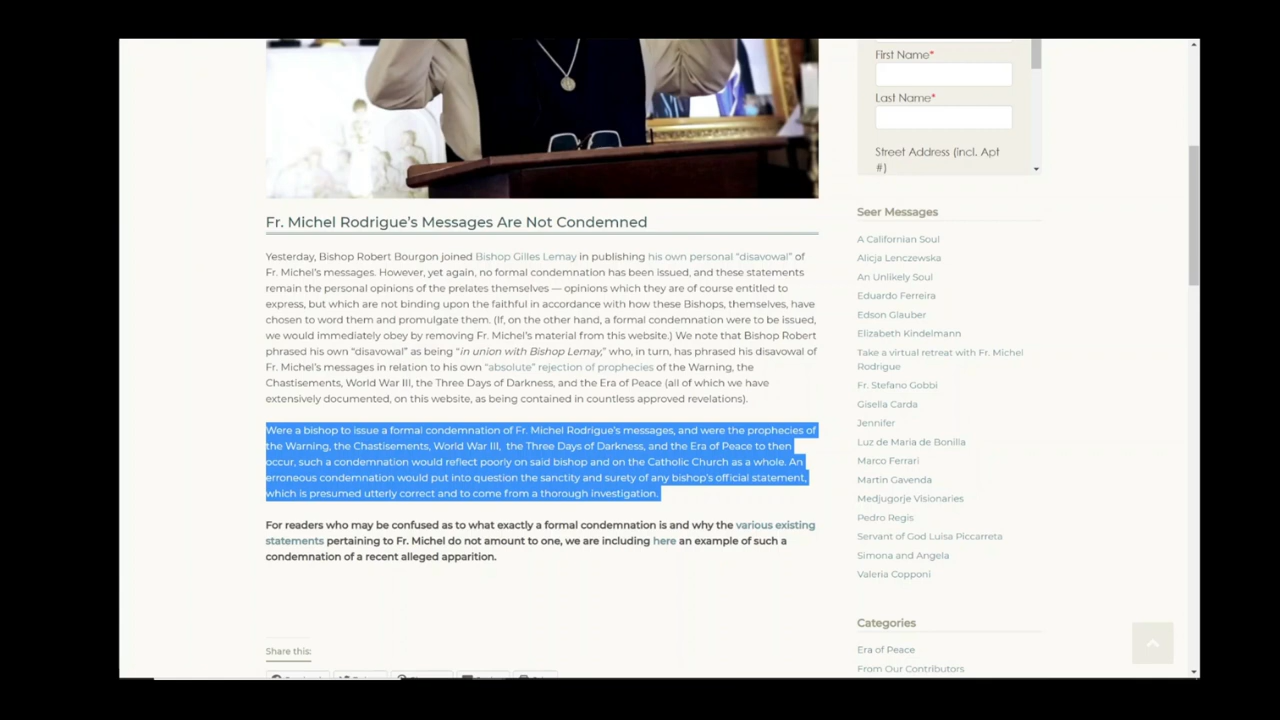 Fr. Michel Rodrigue's Messages Are Not Condemned
Yesterday, Bishop Robert Bourgon joined Bishop Gilles Lemay in publishing his own personal “disavowal” of
Fr. Michel's messages. However, yet again, no formal condemnation has been issued, and these statements
remain the personal opinions of the prelates themselves — opinions which they are of course entitled to
express, but which are not binding upon the faithful in accordance with how these Bishops, themselves, have
chosen to word them and promulgate them. (If, on the other hand, a formal condemnation were to be issued,
we would immediately obey by removing Fr. Michel's material from this website.) We note that Bishop Robert
phrased his own “disavowal” as being “in union with Bishop Lemay,” who, in turn, has phrased his disavowal of
Fr. Michel's messages in relation to his own “absolute” rejection of prophecies of the Warning, the
Chastisements, World War III, the Three Days of Darkness, and the Era of Peace (all of which we have
extensively documented, on this website, as being contained in countless approved revelations).
Were a bishop to issue a formal condemnation of Fr. Michel Rodrigue's messages, and were the prophecies of
the Warning, the Chastisements, World War III, the Three Days of Darkness, and the Era of Peace to then
occur, such a condemnation would reflect poorly on said bishop and on the Catholic Church as a whole. An
erroneous condemnation would put into question the sanctity and surety of any bishop's official statement,
which is presumed utterly correct and to come from a thorough investigation.
For readers who may be confused as to what exactly a formal condemnation is and why the various existing
statements pertaining to Fr. Michel do not amount to one, we are including here an example of such a
condemnation of a recent alleged apparition.
Share this:
First Name*
Last Name*
Street Address (incl. Apt
#)
Seer Messages
A Californian Soul
Alicja Lenczewska
An Unlikely Soul
Eduardo Ferreira
Edson Glauber
Elizabeth Kindelmann
Take a virtual retreat with Fr. Michel
Rodrigue
Fr. Stefano Gobbi
Gisella Carda
Jennifer
Luz de Maria de Bonilla
Marco Ferrari
Martin Gavenda
Medjugorje Visionaries
Pedro Regis
Servant of God Luisa Piccarreta
Simona and Angela
Valeria Copponi
Categories
Era of Peace
From Our Contributors